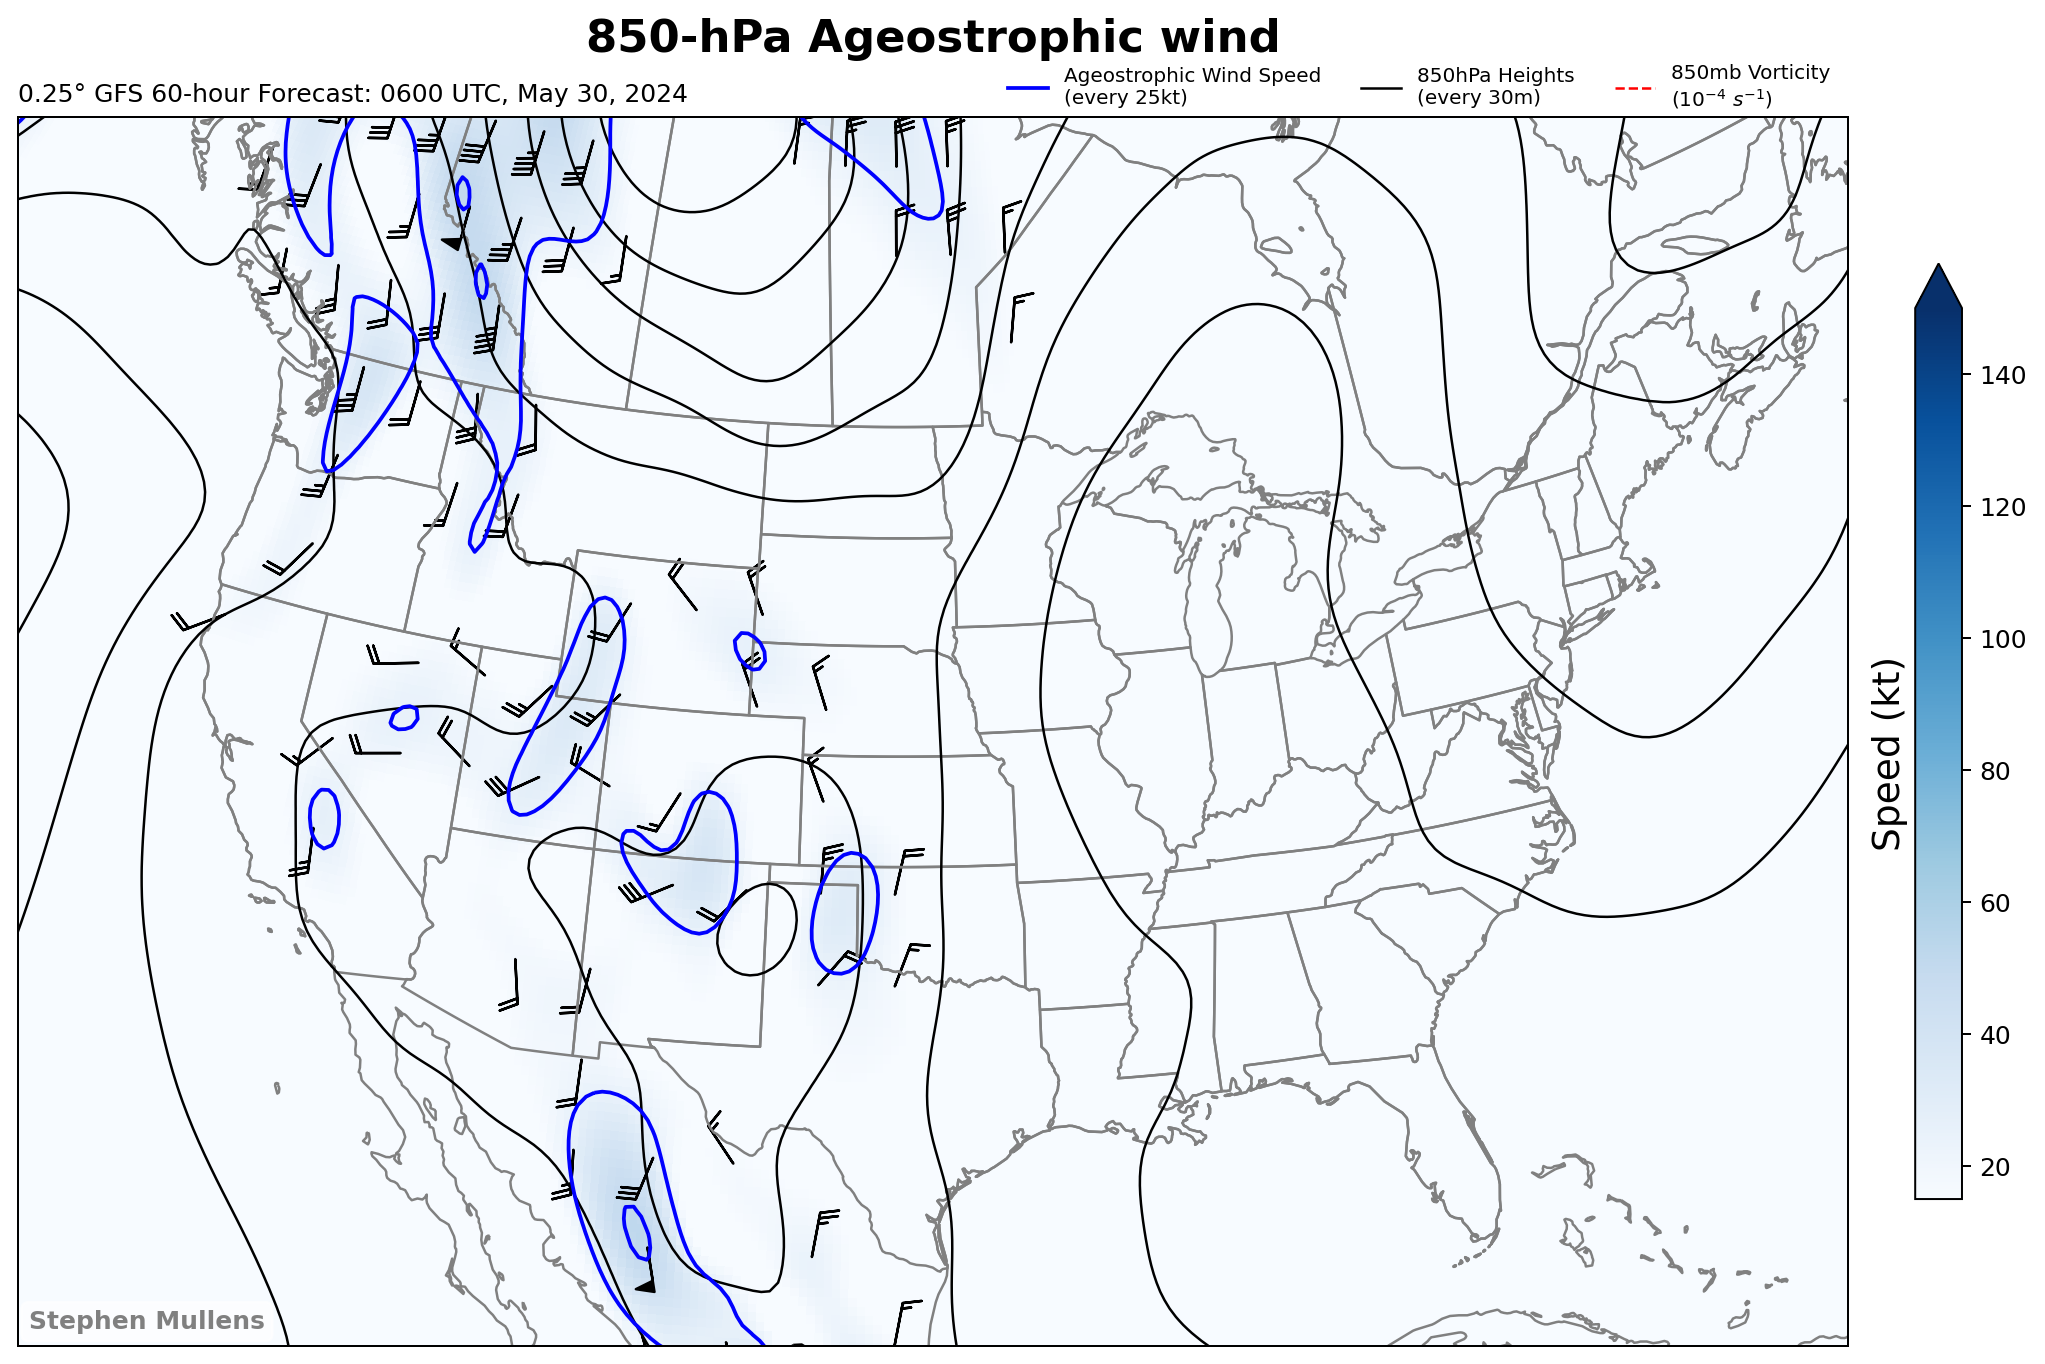 850-hPa Ageostrophic wind
0.25° GFS 60-hour Forecast: 0600 UTC, May 30, 2024
Ageostrophic Wind Speed
(every 25kt)
850hPa Heights
(every 30m)
850mb Vorticity
(10⁻⁴ s⁻¹)
140
120
100
80
60
40
20
Speed (kt)
Stephen Mullens